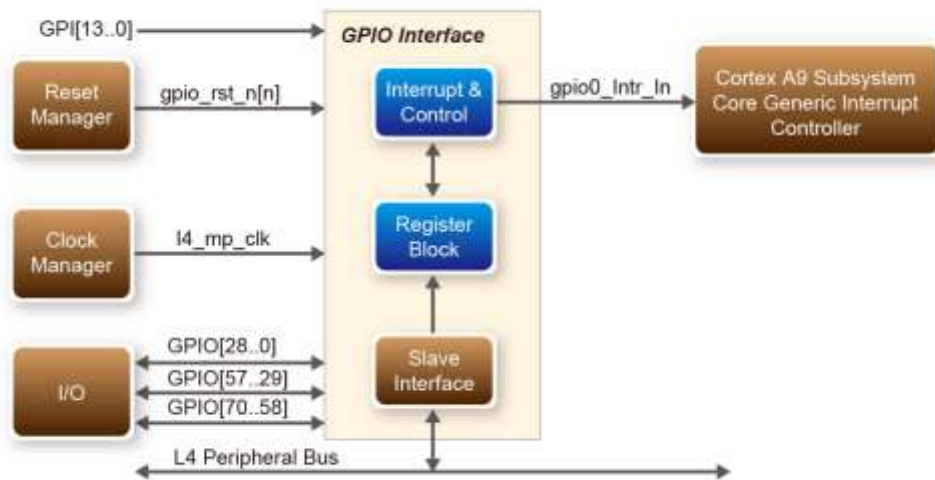 GPI[13..0]
GPIO Interface
Reset
Manager
gpio_rst_n[n]
Interrupt &
Control
gpio0_Intr_In
Cortex A9 Subsystem
Core Generic Interrupt
Controller
Clock
Manager
l4_mp_clk
Register
Block
I/O
GPIO[28..0]
GPIO[57..29]
GPIO[70..58]
Slave
Interface
L4 Peripheral Bus